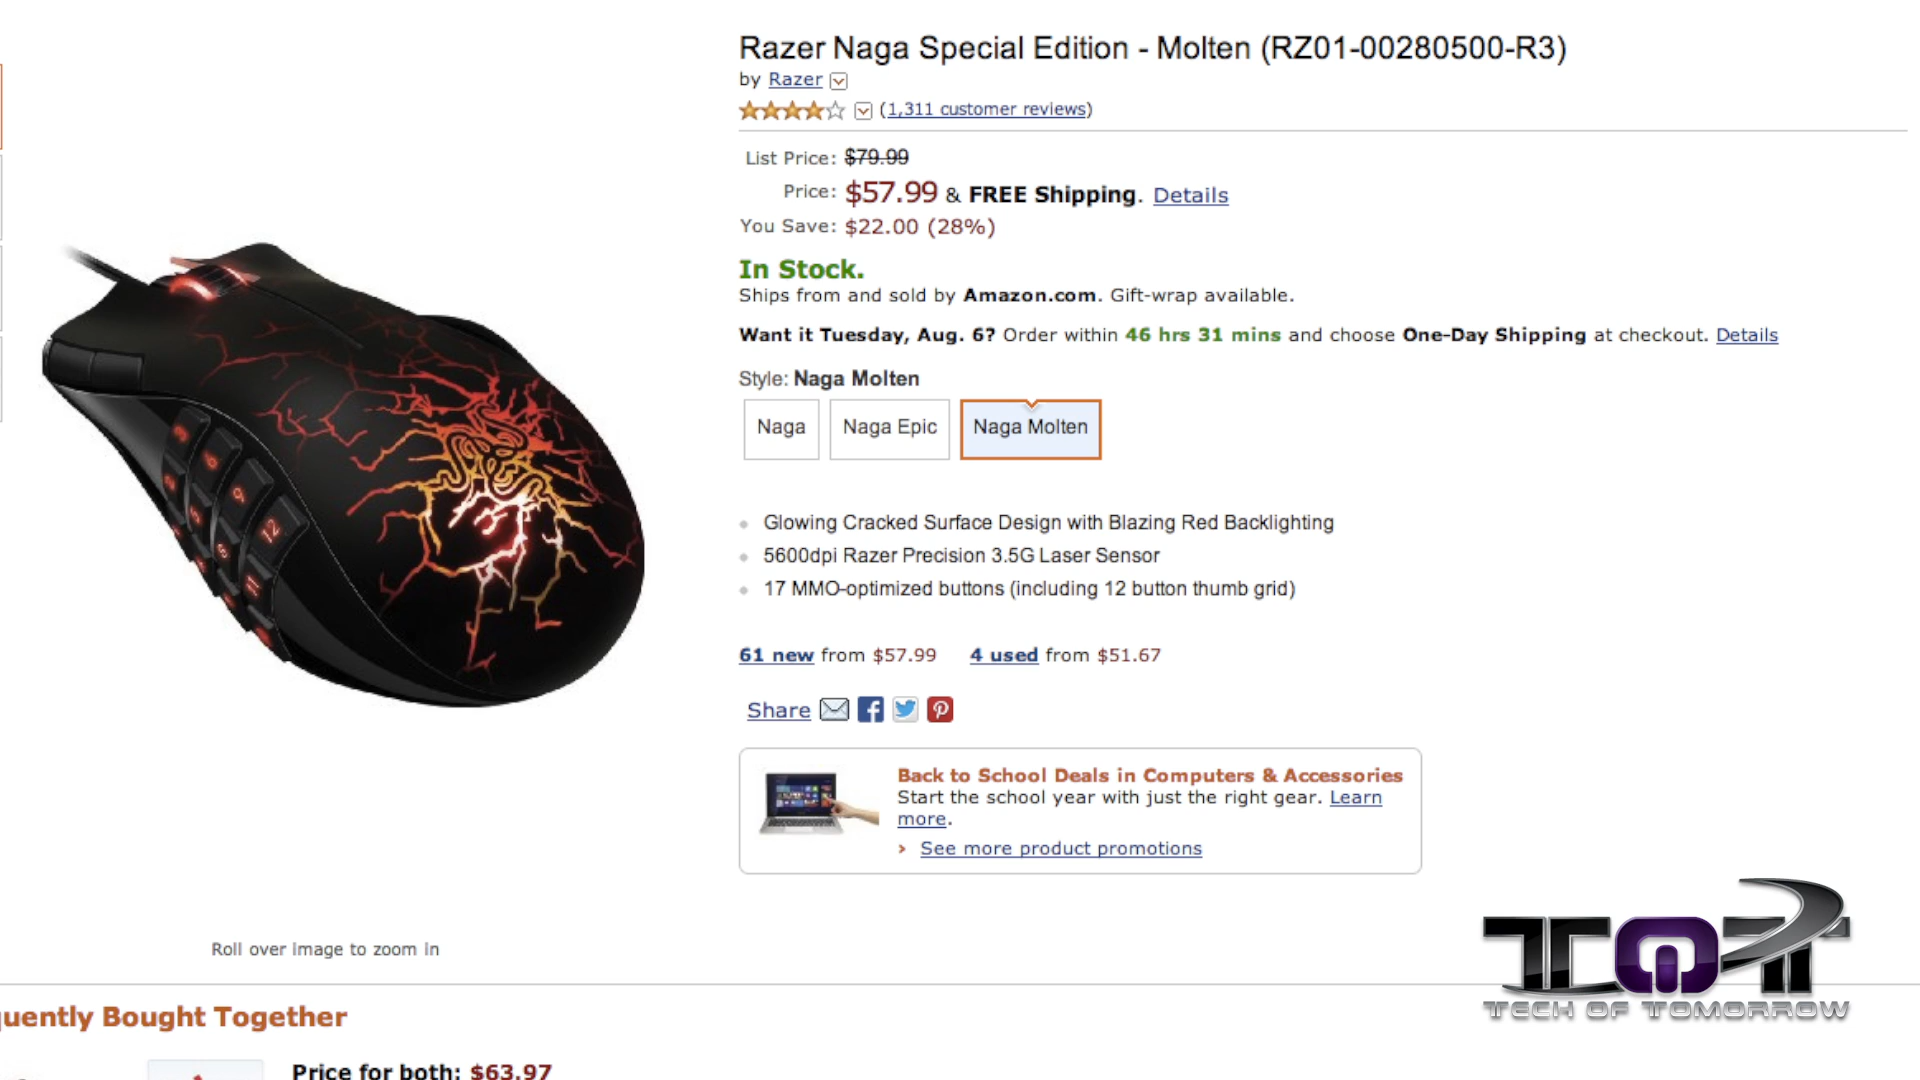 Razer Naga Special Edition - Molten (RZ01-00280500-R3)
by Razer
(1,311 customer reviews)
List Price: $79.99
Price: $57.99 & FREE Shipping. Details
You Save: $22.00 (28%)
In Stock.
Ships from and sold by Amazon.com. Gift-wrap available.
Want it Tuesday, Aug. 6? Order within 46 hrs 31 mins and choose One-Day Shipping at checkout. Details
Style: Naga Molten
Naga
Naga Epic
Naga Molten
Glowing Cracked Surface Design with Blazing Red Backlighting
5600dpi Razer Precision 3.5G Laser Sensor
17 MMO-optimized buttons (including 12 button thumb grid)
61 new from $57.99 4 used from $51.67
Share
Back to School Deals in Computers & Accessories
Start the school year with just the right gear. Learn
more.
› See more product promotions
3
6
9
12
5
11
Roll over image to zoom in
TOT
TECH OF TOMORROW
quently Bought Together
Price for both: $63.97